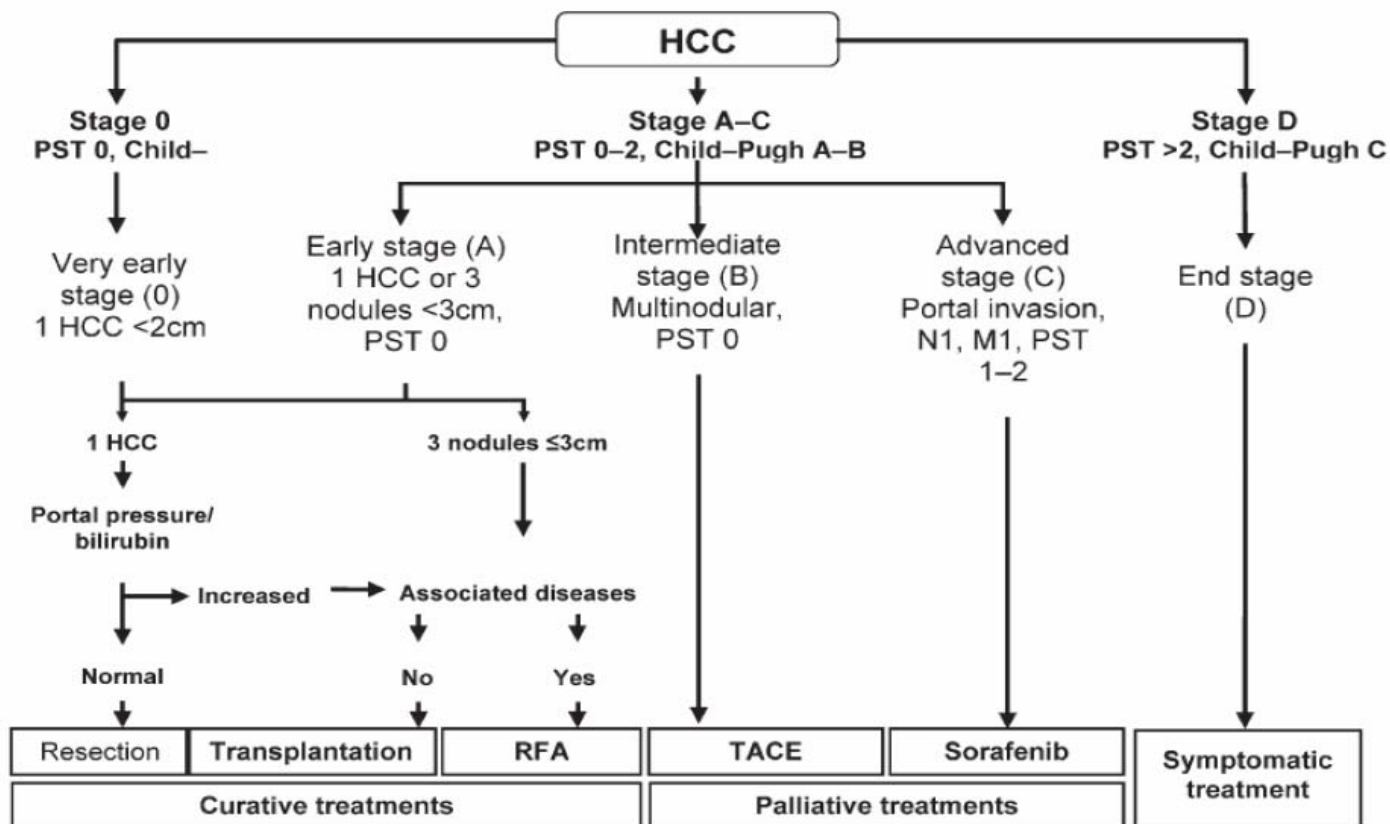 HCC
Stage 0
PST 0, Child–
Stage A–C
PST 0–2, Child–Pugh A–B
Stage D
PST >2, Child–Pugh C
Very early
stage (0)
1 HCC <2cm
Early stage (A)
1 HCC or 3
nodules <3cm,
PST 0
Intermediate
stage (B)
Multinodular,
PST 0
Advanced
stage (C)
Portal invasion,
N1, M1, PST
1–2
End stage
(D)
1 HCC
3 nodules ≤3cm
Portal pressure/
bilirubin
Increased
Associated diseases
Normal
No
Yes
Resection
Transplantation
RFA
TACE
Sorafenib
Symptomatic
treatment
Curative treatments
Palliative treatments